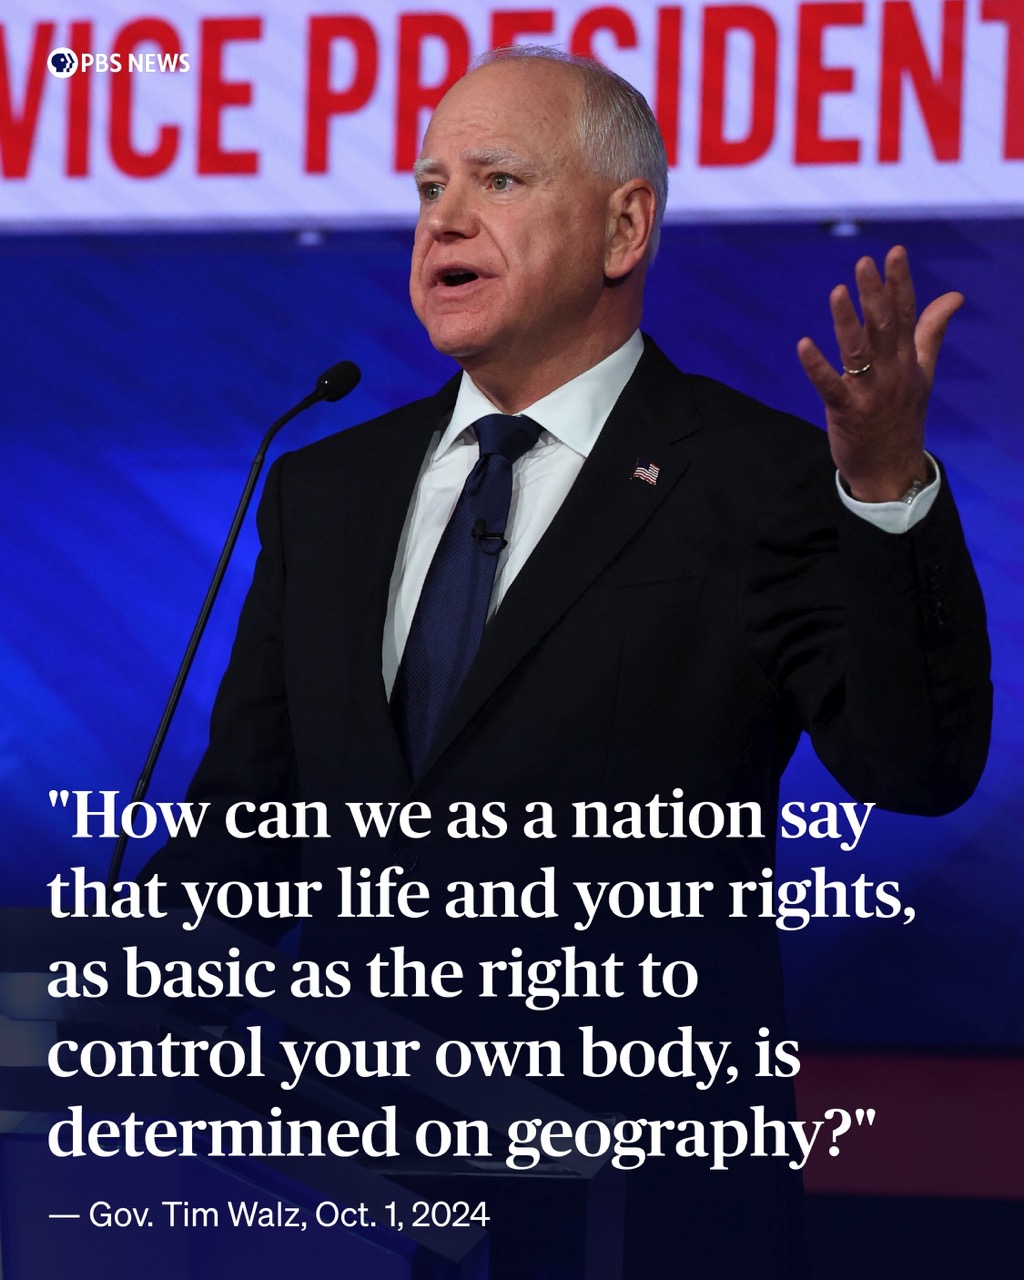 VICE PRESIDENT
PBS NEWS
"How can we as a nation say
that your life and your rights,
as basic as the right to
control your own body, is
determined on geography?"
— Gov. Tim Walz, Oct. 1, 2024